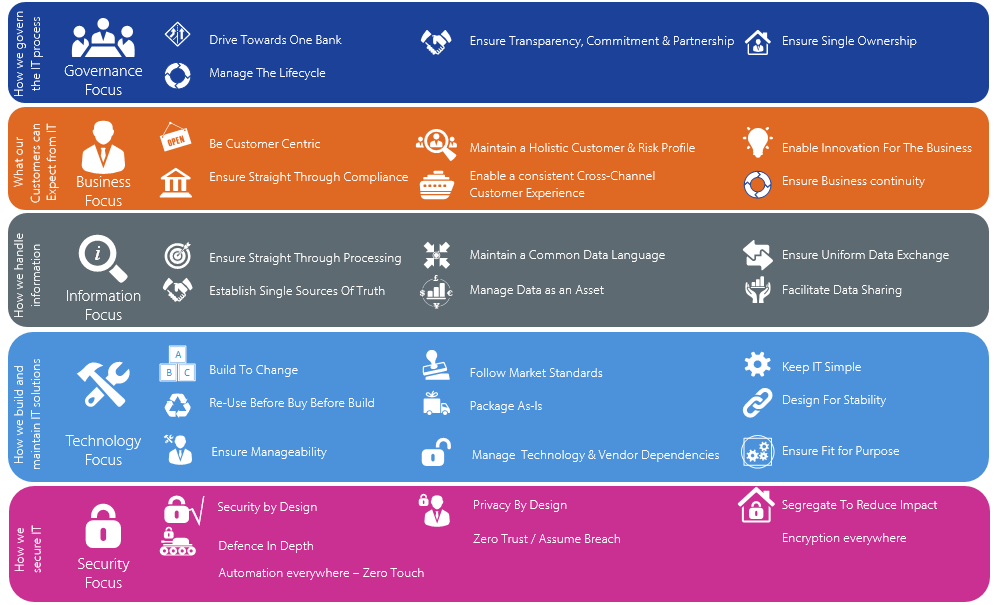 How we govern
the IT process
Governance
Focus
Drive Towards One Bank
Manage The Lifecycle
Ensure Transparency, Commitment & Partnership
Ensure Single Ownership
What our
Customers can
Expect from IT
Business
Focus
OPEN
Be Customer Centric
Ensure Straight Through Compliance
Maintain a Holistic Customer & Risk Profile
Enable a consistent Cross-Channel
Customer Experience
Enable Innovation For The Business
Ensure Business continuity
How we handle
information
i
Information
Focus
Ensure Straight Through Processing
Establish Single Sources Of Truth
Maintain a Common Data Language
£
$ €
¥
Manage Data as an Asset
Ensure Uniform Data Exchange
Facilitate Data Sharing
How we build and
maintain IT solutions
Technology
Focus
A
B C
Build To Change
Re-Use Before Buy Before Build
Ensure Manageability
Follow Market Standards
Package As-Is
Manage Technology & Vendor Dependencies
Keep IT Simple
Design For Stability
Ensure Fit for Purpose
How we
secure IT
Security
Focus
Security by Design
Defence In Depth
Automation everywhere – Zero Touch
Privacy By Design
Zero Trust / Assume Breach
Segregate To Reduce Impact
Encryption everywhere